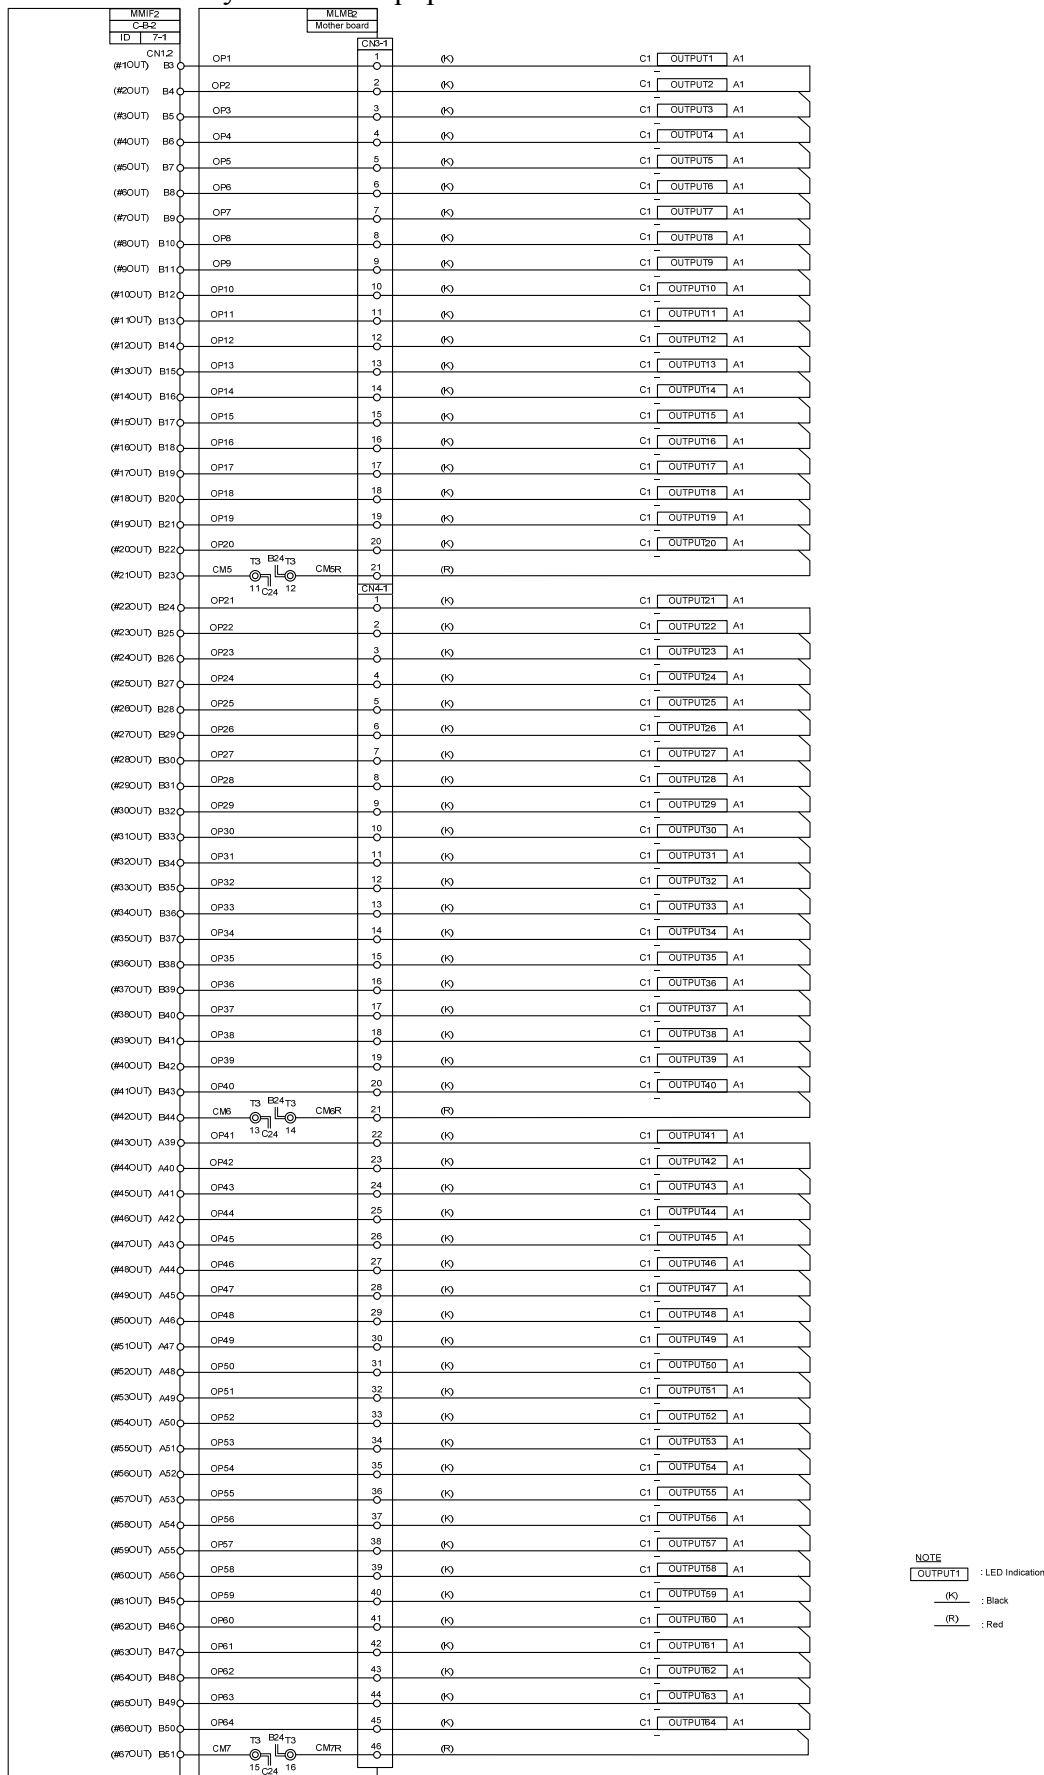 MMIF2 MLMB2
C-B-2 Mother board
ID 7-1
CN1,2 CN3-1
(#1OUT) B3 OP1 1 (K) C1 OUTPUT1 A1
(#2OUT) B4 OP2 2 (K) C1 OUTPUT2 A1
(#3OUT) B5 OP3 3 (K) C1 OUTPUT3 A1
(#4OUT) B6 OP4 4 (K) C1 OUTPUT4 A1
(#5OUT) B7 OP5 5 (K) C1 OUTPUT5 A1
(#6OUT) B8 OP6 6 (K) C1 OUTPUT6 A1
(#7OUT) B9 OP7 7 (K) C1 OUTPUT7 A1
(#8OUT) B10 OP8 8 (K) C1 OUTPUT8 A1
(#9OUT) B11 OP9 9 (K) C1 OUTPUT9 A1
(#10OUT) B12 OP10 10 (K) C1 OUTPUT10 A1
(#11OUT) B13 OP11 11 (K) C1 OUTPUT11 A1
(#12OUT) B14 OP12 12 (K) C1 OUTPUT12 A1
(#13OUT) B15 OP13 13 (K) C1 OUTPUT13 A1
(#14OUT) B16 OP14 14 (K) C1 OUTPUT14 A1
(#15OUT) B17 OP15 15 (K) C1 OUTPUT15 A1
(#16OUT) B18 OP16 16 (K) C1 OUTPUT16 A1
(#17OUT) B19 OP17 17 (K) C1 OUTPUT17 A1
(#18OUT) B20 OP18 18 (K) C1 OUTPUT18 A1
(#19OUT) B21 OP19 19 (K) C1 OUTPUT19 A1
(#20OUT) B22 OP20 20 (K) C1 OUTPUT20 A1
(#21OUT) B23 CM5 T3 B24 T3 CM5R 21 (R)
11 C24 12 CN4-1
(#22OUT) B24 OP21 1 (K) C1 OUTPUT21 A1
(#23OUT) B25 OP22 2 (K) C1 OUTPUT22 A1
(#24OUT) B26 OP23 3 (K) C1 OUTPUT23 A1
(#25OUT) B27 OP24 4 (K) C1 OUTPUT24 A1
(#26OUT) B28 OP25 5 (K) C1 OUTPUT25 A1
(#27OUT) B29 OP26 6 (K) C1 OUTPUT26 A1
(#28OUT) B30 OP27 7 (K) C1 OUTPUT27 A1
(#29OUT) B31 OP28 8 (K) C1 OUTPUT28 A1
(#30OUT) B32 OP29 9 (K) C1 OUTPUT29 A1
(#31OUT) B33 OP30 10 (K) C1 OUTPUT30 A1
(#32OUT) B34 OP31 11 (K) C1 OUTPUT31 A1
(#33OUT) B35 OP32 12 (K) C1 OUTPUT32 A1
(#34OUT) B36 OP33 13 (K) C1 OUTPUT33 A1
(#35OUT) B37 OP34 14 (K) C1 OUTPUT34 A1
(#36OUT) B38 OP35 15 (K) C1 OUTPUT35 A1
(#37OUT) B39 OP36 16 (K) C1 OUTPUT36 A1
(#38OUT) B40 OP37 17 (K) C1 OUTPUT37 A1
(#39OUT) B41 OP38 18 (K) C1 OUTPUT38 A1
(#40OUT) B42 OP39 19 (K) C1 OUTPUT39 A1
(#41OUT) B43 OP40 20 (K) C1 OUTPUT40 A1
(#42OUT) B44 CM6 T3 B24 T3 CM6R 21 (R)
13 C24 14
(#43OUT) A39 OP41 22 (K) C1 OUTPUT41 A1
(#44OUT) A40 OP42 23 (K) C1 OUTPUT42 A1
(#45OUT) A41 OP43 24 (K) C1 OUTPUT43 A1
(#46OUT) A42 OP44 25 (K) C1 OUTPUT44 A1
(#47OUT) A43 OP45 26 (K) C1 OUTPUT45 A1
(#48OUT) A44 OP46 27 (K) C1 OUTPUT46 A1
(#49OUT) A45 OP47 28 (K) C1 OUTPUT47 A1
(#50OUT) A46 OP48 29 (K) C1 OUTPUT48 A1
(#51OUT) A47 OP49 30 (K) C1 OUTPUT49 A1
(#52OUT) A48 OP50 31 (K) C1 OUTPUT50 A1
(#53OUT) A49 OP51 32 (K) C1 OUTPUT51 A1
(#54OUT) A50 OP52 33 (K) C1 OUTPUT52 A1
(#55OUT) A51 OP53 34 (K) C1 OUTPUT53 A1
(#56OUT) A52 OP54 35 (K) C1 OUTPUT54 A1
(#57OUT) A53 OP55 36 (K) C1 OUTPUT55 A1
(#58OUT) A54 OP56 37 (K) C1 OUTPUT56 A1
(#59OUT) A55 OP57 38 (K) C1 OUTPUT57 A1
(#60OUT) A56 OP58 39 (K) C1 OUTPUT58 A1
(#61OUT) B45 OP59 40 (K) C1 OUTPUT59 A1
(#62OUT) B46 OP60 41 (K) C1 OUTPUT60 A1
(#63OUT) B47 OP61 42 (K) C1 OUTPUT61 A1
(#64OUT) B48 OP62 43 (K) C1 OUTPUT62 A1
(#65OUT) B49 OP63 44 (K) C1 OUTPUT63 A1
(#66OUT) B50 OP64 45 (K) C1 OUTPUT64 A1
(#67OUT) B51 CM7 T3 B24 T3 CM7R 46 (R)
15 C24 16
NOTE
OUTPUT1 : LED Indication
(K) : Black
(R) : Red